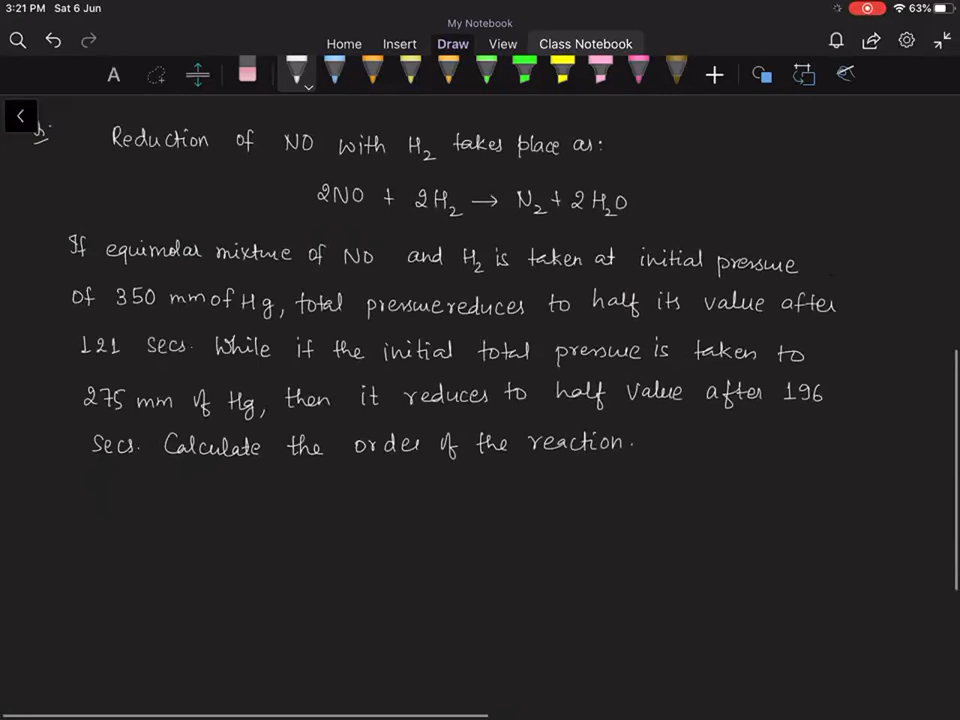 3:21 PM Sat 6 Jun
63%
My Notebook
Home Insert Draw View Class Notebook
A
Reduction of NO with H₂ takes place as:
2NO + 2H₂ → N₂ + 2H₂O
If equimolar mixture of NO and H₂ is taken at initial pressure
of 350 mm of Hg, total pressure reduces to half its value after
121 secs. While if the initial total pressure is taken to
275 mm of Hg, then it reduces to half value after 196
secs. Calculate the order of the reaction.